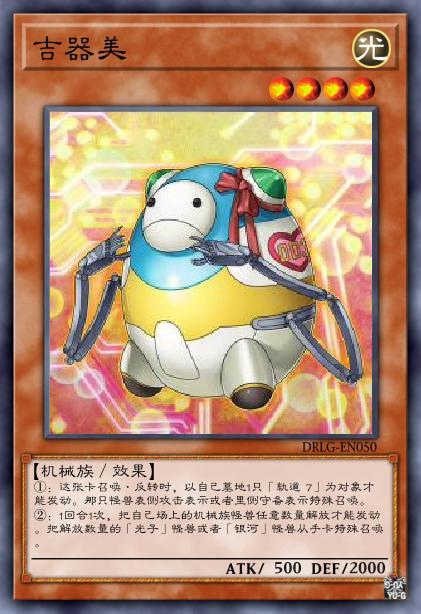 吉器美
光
003
DRLG-EN050
【机械族／效果】
①：这张卡召唤·反转时，以自己墓地1只「轨道 7」为对象才
能发动。那只怪兽表侧攻击表示或者里侧守备表示特殊召唤。
②：1回合1次，把自己场上的机械族怪兽任意数量解放才能发动
。把解放数量的「光子」怪兽或者「银河」怪兽从手卡特殊召唤
。
ATK/ 500 DEF/2000